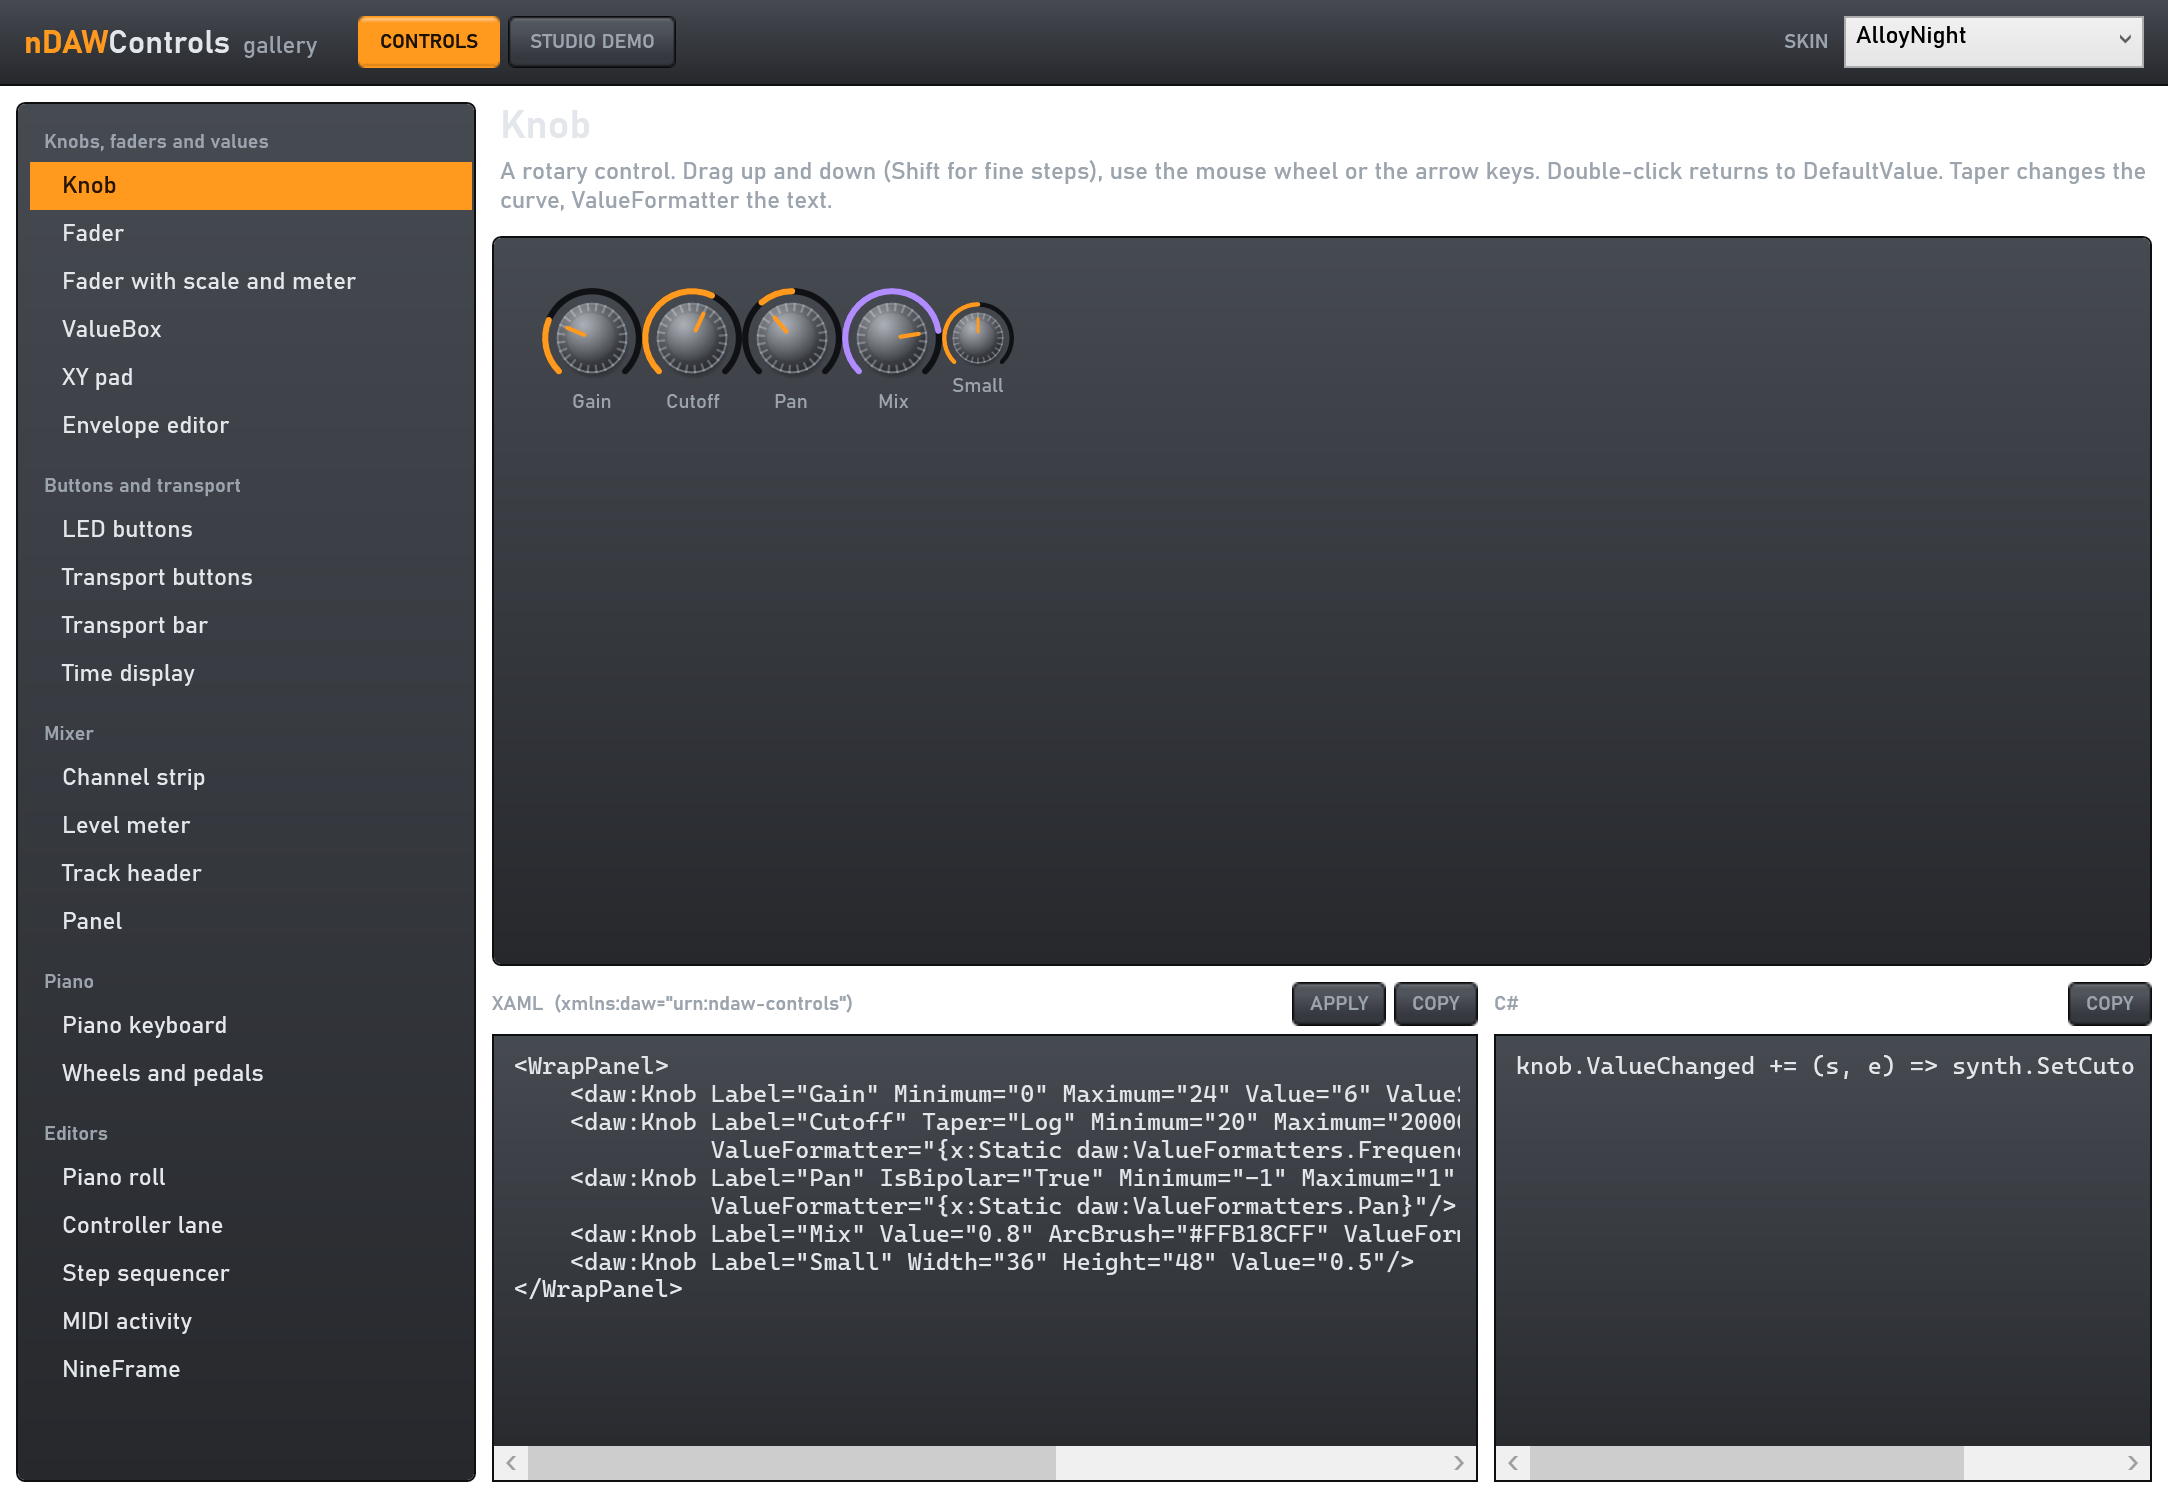 nDAWControls gallery
CONTROLS
STUDIO DEMO
SKIN
AlloyNight
Knobs, faders and values
Knob
Fader
Fader with scale and meter
ValueBox
XY pad
Envelope editor
Buttons and transport
LED buttons
Transport buttons
Transport bar
Time display
Mixer
Channel strip
Level meter
Track header
Panel
Piano
Piano keyboard
Wheels and pedals
Editors
Piano roll
Controller lane
Step sequencer
MIDI activity
NineFrame
Knob
A rotary control. Drag up and down (Shift for fine steps), use the mouse wheel or the arrow keys. Double-click returns to DefaultValue. Taper changes the
curve, ValueFormatter the text.
Gain
Cutoff
Pan
Mix
Small
XAML (xmlns:daw="urn:ndaw-controls")
APPLY
COPY
<WrapPanel>
    <daw:Knob Label="Gain" Minimum="0" Maximum="24" Value="6" Value
    <daw:Knob Label="Cutoff" Taper="Log" Minimum="20" Maximum="2000
              ValueFormatter="{x:Static daw:ValueFormatters.Frequen
    <daw:Knob Label="Pan" IsBipolar="True" Minimum="-1" Maximum="1"
              ValueFormatter="{x:Static daw:ValueFormatters.Pan}"/>
    <daw:Knob Label="Mix" Value="0.8" ArcBrush="#FFB18CFF" ValueFor
    <daw:Knob Label="Small" Width="36" Height="48" Value="0.5"/>
</WrapPanel>
C#
COPY
knob.ValueChanged += (s, e) => synth.SetCuto